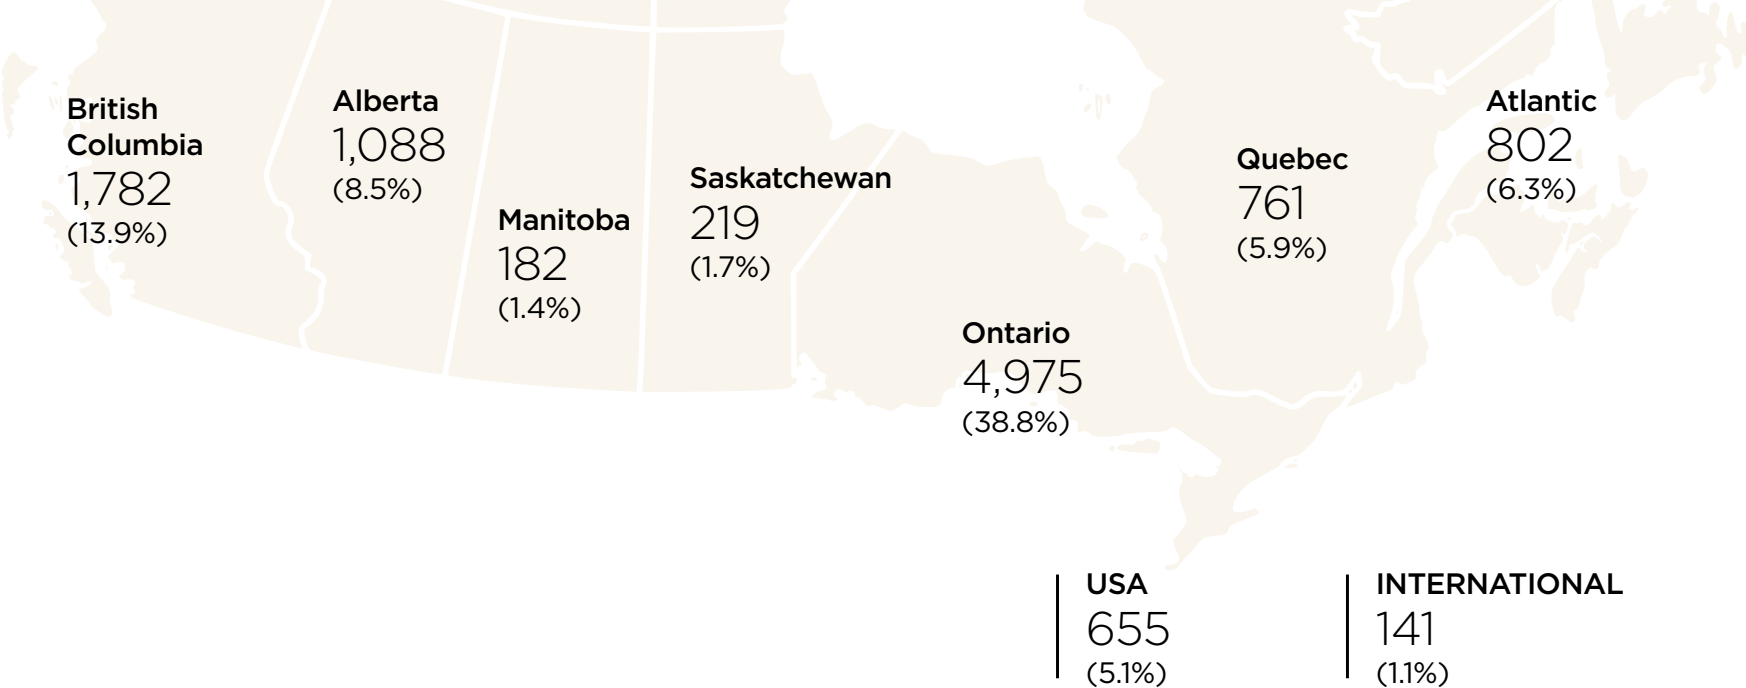 British
Columbia
1,782
(13.9%)
Alberta
1,088
(8.5%)
Manitoba
182
(1.4%)
Saskatchewan
219
(1.7%)
Ontario
4,975
(38.8%)
Quebec
761
(5.9%)
Atlantic
802
(6.3%)
USA
655
(5.1%)
INTERNATIONAL
141
(1.1%)